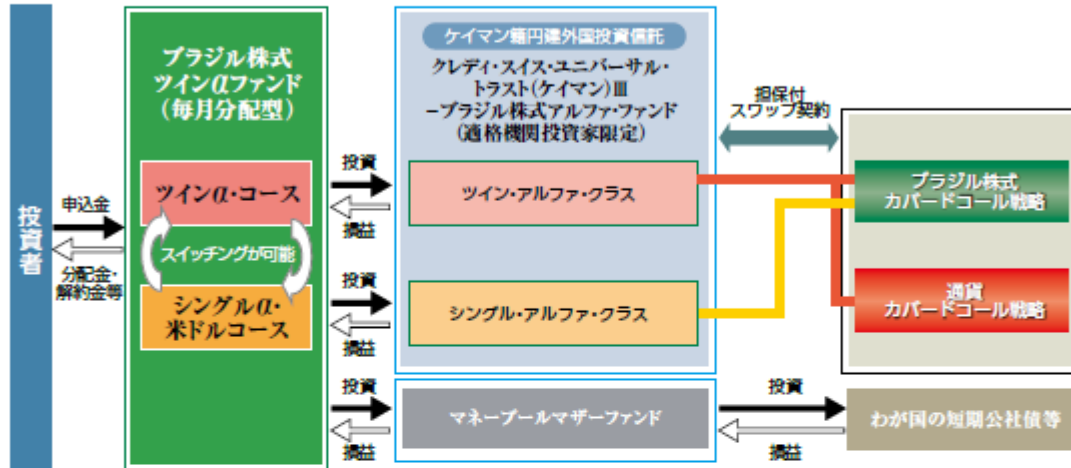 投資者
申込金
分配金・
解約金等
ブラジル株式
ツインαファンド
(毎月分配型)
ツインα・コース
スイッチングが可能
シングルα・
米ドルコース
投資
損益
投資
損益
投資
損益
ケイマン籍円建外国投資信託
クレディ・スイス・ユニバーサル・
トラスト(ケイマン)Ⅲ
−ブラジル株式アルファ・ファンド
(適格機関投資家限定)
ツイン・アルファ・クラス
シングル・アルファ・クラス
マネープールマザーファンド
担保付
スワップ契約
ブラジル株式
カバードコール戦略
通貨
カバードコール戦略
投資
損益
わが国の短期公社債等